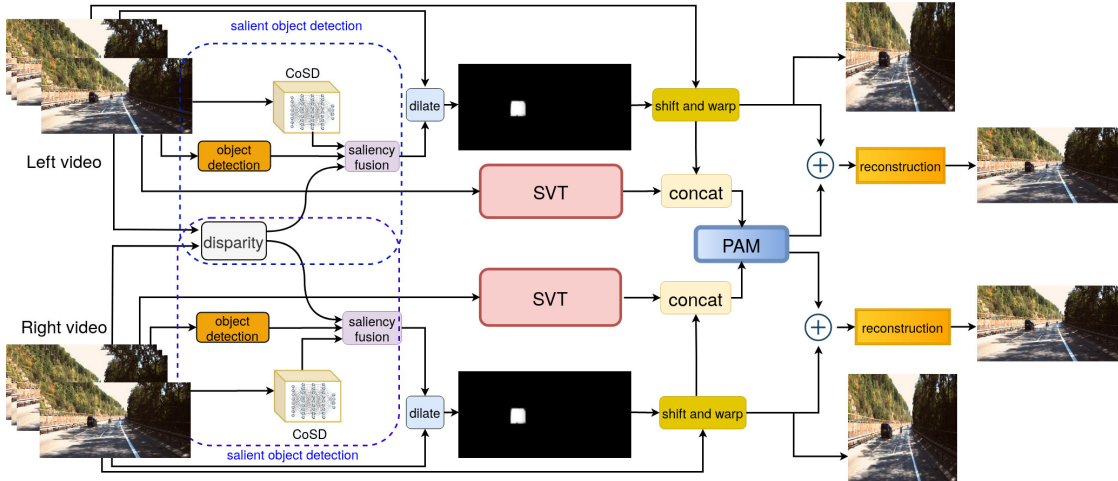 salient object detection
CoSD
dilate
shift and warp
object
detection
saliency
fusion
Left video
reconstruction
SVT
concat
disparity
PAM
SVT
concat
Right video
object
detection
saliency
fusion
reconstruction
CoSD
dilate
shift and warp
salient object detection